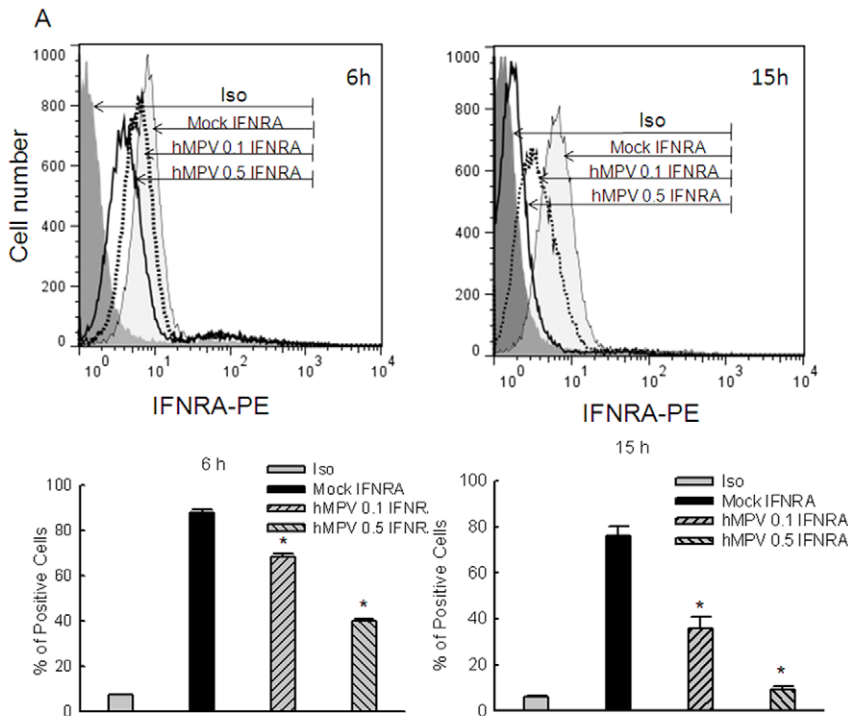 A
Cell number
1000
800
600
400
200
0
6h
Iso
Mock IFNRA
hMPV 0.1 IFNRA
hMPV 0.5 IFNRA
10^0 10^1 10^2 10^3 10^4
IFNRA-PE
1000
800
600
400
200
0
15h
Iso
Mock IFNRA
hMPV 0.1 IFNRA
hMPV 0.5 IFNRA
10^0 10^1 10^2 10^3 10^4
IFNRA-PE
6 h
% of Positive Cells
100
80
60
40
20
0
Iso
Mock IFNRA
hMPV 0.1 IFNR.
hMPV 0.5 IFNR.
*
*
15 h
% of Positive Cells
100
80
60
40
20
0
Iso
Mock IFNRA
hMPV 0.1 IFNRA
hMPV 0.5 IFNRA
*
*